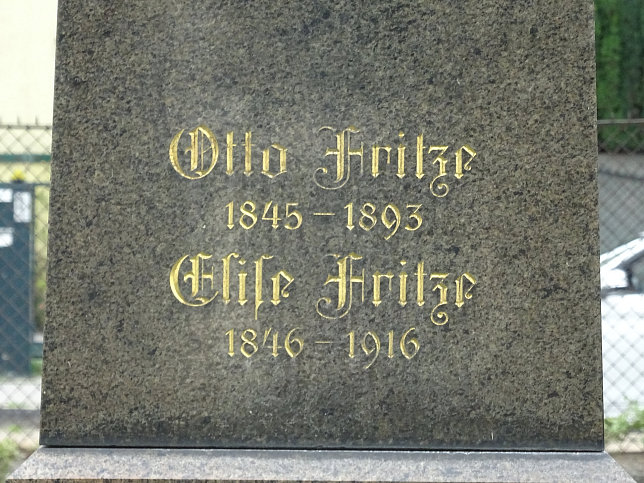 Otto Fritze
1845 – 1893
Eliſe Fritze
1846 – 1916